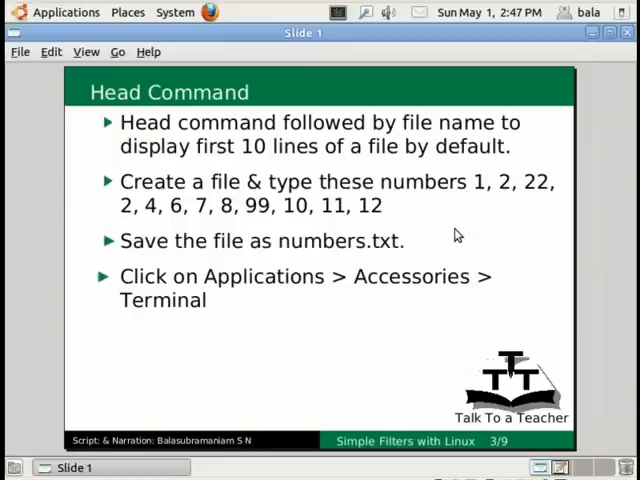 Applications Places System Sun May 1, 2:47 PM bala
Slide 1
File Edit View Go Help
Head Command
Head command followed by file name to
display first 10 lines of a file by default.
Create a file & type these numbers 1, 2, 22,
2, 4, 6, 7, 8, 99, 10, 11, 12
Save the file as numbers.txt.
Click on Applications > Accessories >
Terminal
T
T T
Talk To a Teacher
Script: & Narration: Balasubramaniam S N Simple Filters with Linux 3/9
Slide 1